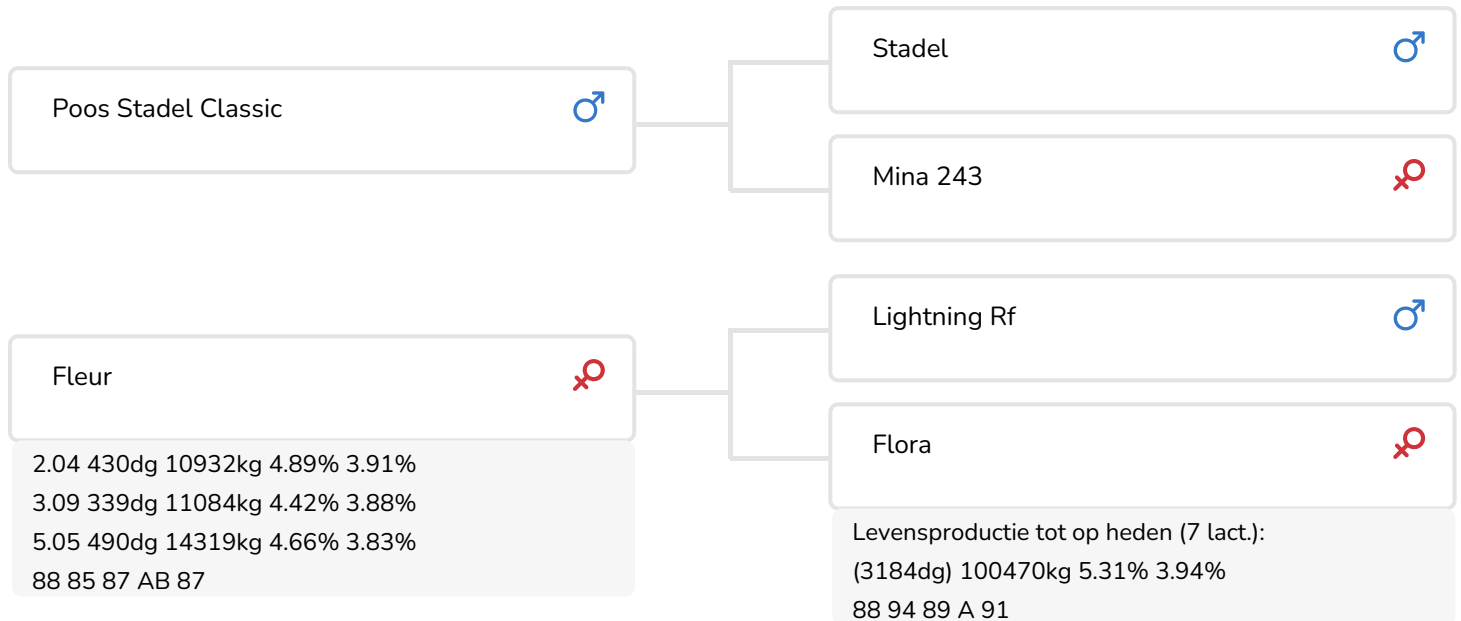 Poos Stadel Classic
Stadel
Mina 243
Fleur
2.04 430dg 10932kg 4.89% 3.91%
3.09 339dg 11084kg 4.42% 3.88%
5.05 490dg 14319kg 4.66% 3.83%
88 85 87 AB 87
Lightning Rf
Flora
Levensproductie tot op heden (7 lact.):
(3184dg) 100470kg 5.31% 3.94%
88 94 89 A 91